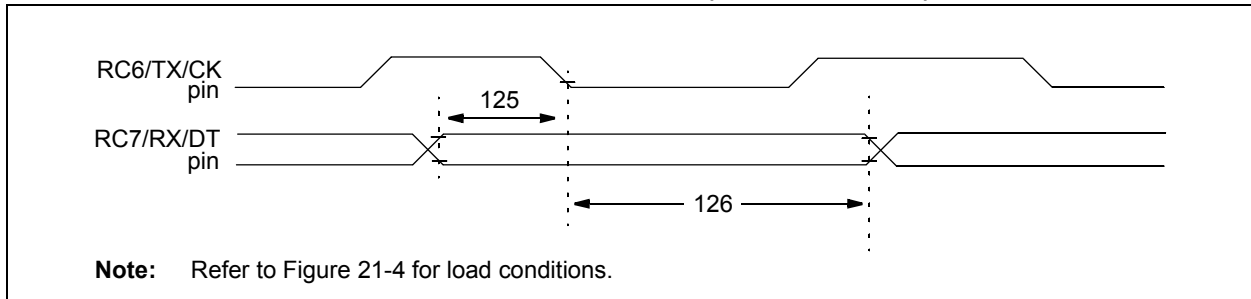 RC6/TX/CK
pin
125
RC7/RX/DT
pin
126
Note: Refer to Figure 21-4 for load conditions.